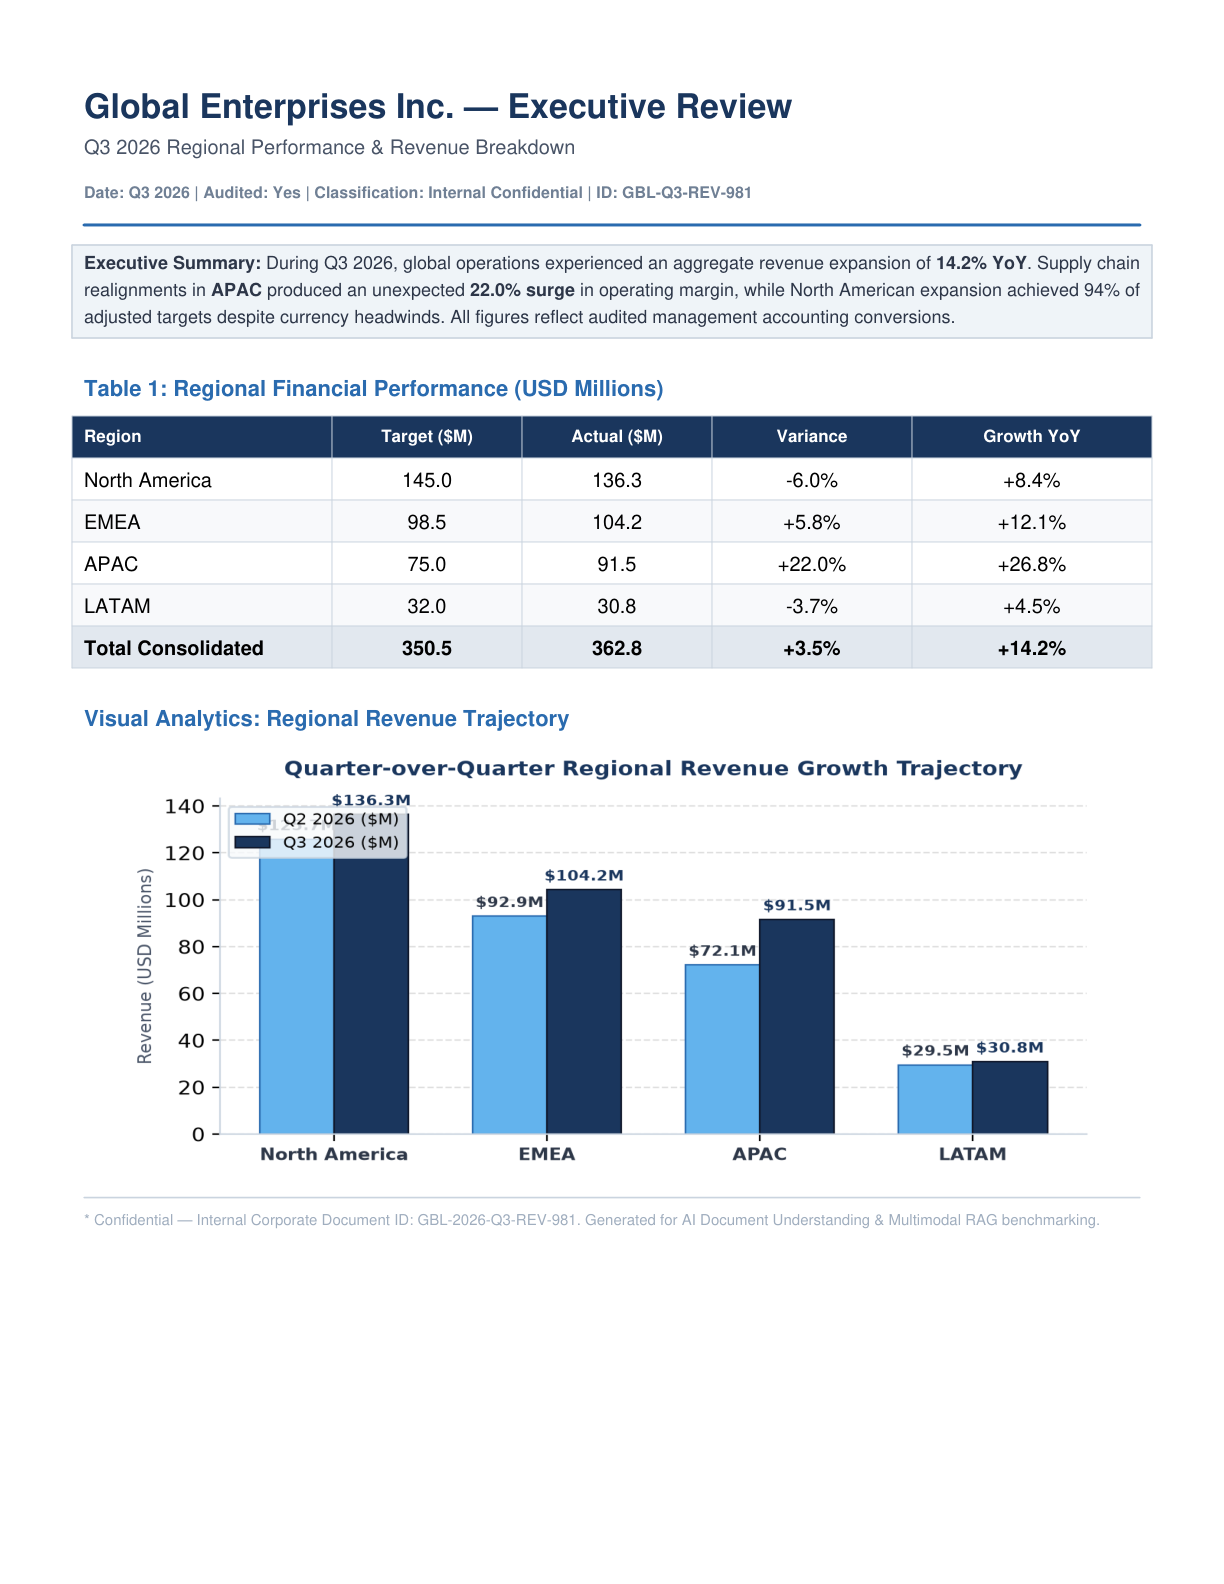 Global Enterprises Inc. — Executive Review
Q3 2026 Regional Performance & Revenue Breakdown
Date: Q3 2026 | Audited: Yes | Classification: Internal Confidential | ID: GBL-Q3-REV-981
Executive Summary: During Q3 2026, global operations experienced an aggregate revenue expansion of 14.2% YoY. Supply chain
realignments in APAC produced an unexpected 22.0% surge in operating margin, while North American expansion achieved 94% of
adjusted targets despite currency headwinds. All figures reflect audited management accounting conversions.
Table 1: Regional Financial Performance (USD Millions)
Region Target ($M) Actual ($M) Variance Growth YoY
North America 145.0 136.3 -6.0% +8.4%
EMEA 98.5 104.2 +5.8% +12.1%
APAC 75.0 91.5 +22.0% +26.8%
LATAM 32.0 30.8 -3.7% +4.5%
Total Consolidated 350.5 362.8 +3.5% +14.2%
Visual Analytics: Regional Revenue Trajectory
Quarter-over-Quarter Regional Revenue Growth Trajectory
$136.3M
Q2 2026 ($M)
Q3 2026 ($M)
$92.9M $104.2M
$72.1M $91.5M
$29.5M $30.8M
Revenue (USD Millions)
140
120
100
80
60
40
20
0
North America EMEA APAC LATAM
* Confidential — Internal Corporate Document ID: GBL-2026-Q3-REV-981. Generated for AI Document Understanding & Multimodal RAG benchmarking.